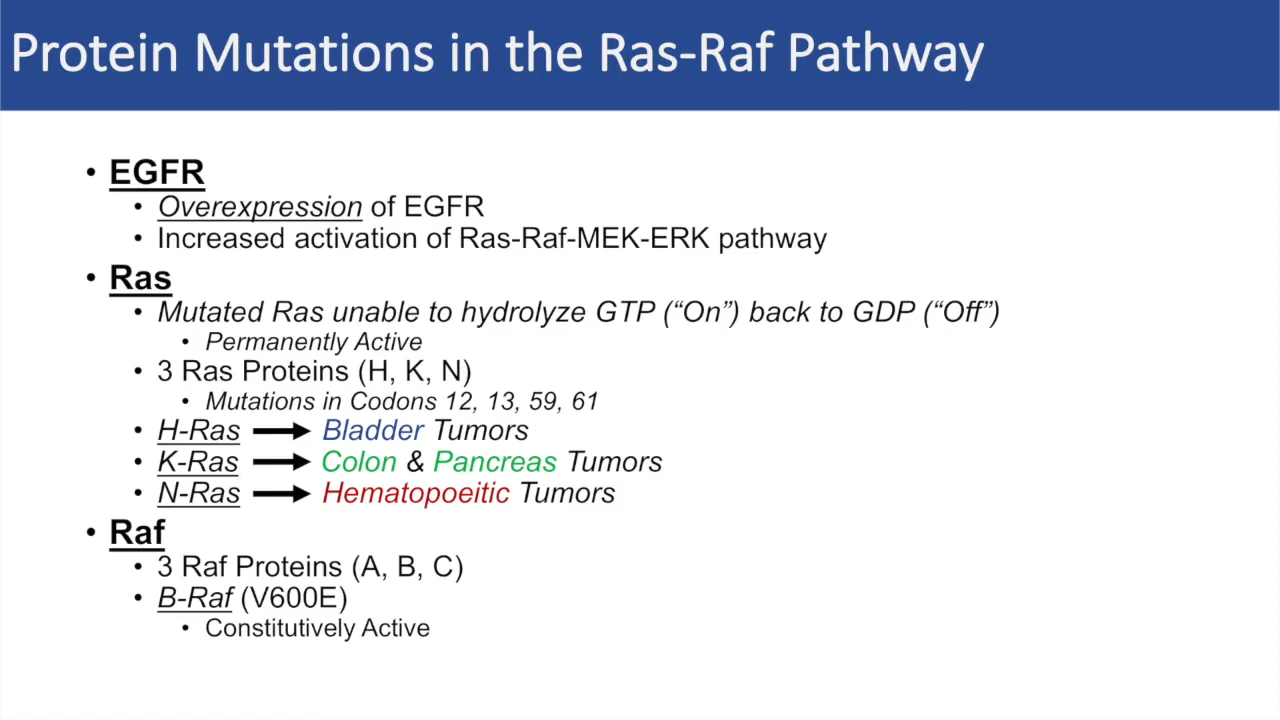 Protein Mutations in the Ras-Raf Pathway
• EGFR
• Overexpression of EGFR
• Increased activation of Ras-Raf-MEK-ERK pathway
• Ras
• Mutated Ras unable to hydrolyze GTP (“On”) back to GDP (“Off”)
• Permanently Active
• 3 Ras Proteins (H, K, N)
• Mutations in Codons 12, 13, 59, 61
• H-Ras → Bladder Tumors
• K-Ras → Colon & Pancreas Tumors
• N-Ras → Hematopoeitic Tumors
• Raf
• 3 Raf Proteins (A, B, C)
• B-Raf (V600E)
• Constitutively Active